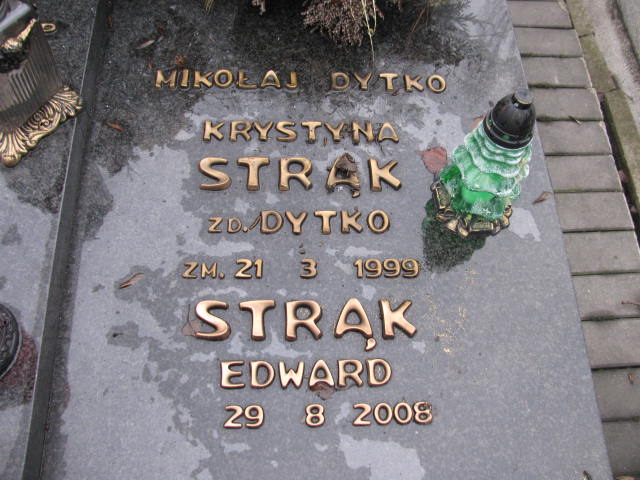 MIKOŁAJ DYTKO
KRYSTYNA
STRĄK
ZD. DYTKO
ZM. 21 3 1999
STRĄK
EDWARD
29 8 2008